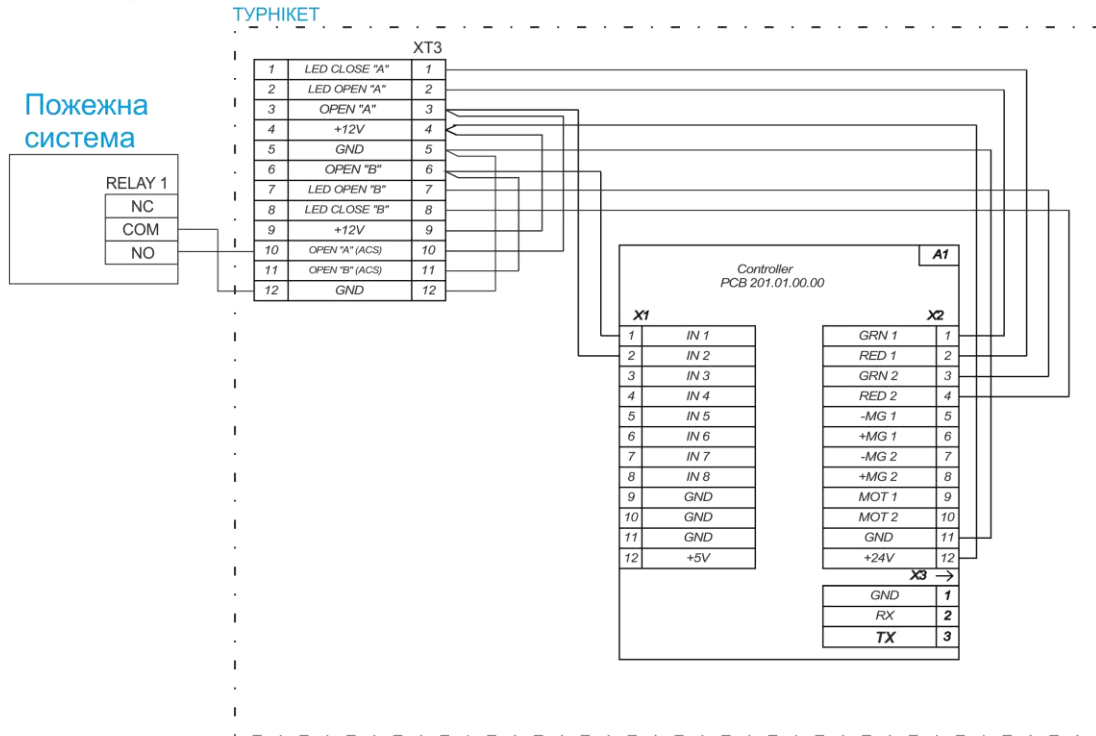 ТУРНІКЕТ
XT3
1 LED CLOSE "A" 1
2 LED OPEN "A" 2
3 OPEN "A" 3
4 +12V 4
5 GND 5
6 OPEN "B" 6
7 LED OPEN "B" 7
8 LED CLOSE "B" 8
9 +12V 9
10 OPEN "A" (ACS) 10
11 OPEN "B" (ACS) 11
12 GND 12
Пожежна
система
RELAY 1
NC
COM
NO
A1
Controller
PCB 201.01.00.00
X1
1 IN 1
2 IN 2
3 IN 3
4 IN 4
5 IN 5
6 IN 6
7 IN 7
8 IN 8
9 GND
10 GND
11 GND
12 +5V
X2
GRN 1 1
RED 1 2
GRN 2 3
RED 2 4
-MG 1 5
+MG 1 6
-MG 2 7
+MG 2 8
MOT 1 9
MOT 2 10
GND 11
+24V 12
X3 →
GND 1
RX 2
TX 3